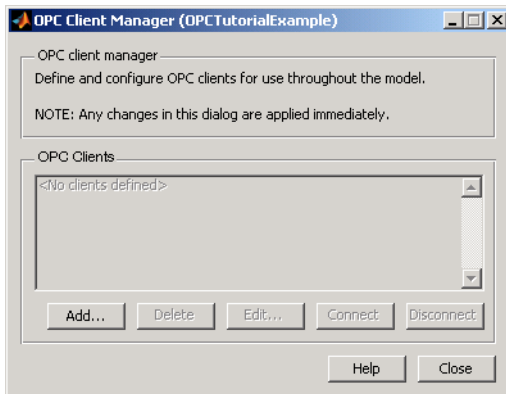 OPC Client Manager (OPCTutorialExample)
OPC client manager
Define and configure OPC clients for use throughout the model.
NOTE: Any changes in this dialog are applied immediately.
OPC Clients
<No clients defined>
Add... Delete Edit... Connect Disconnect
Help Close